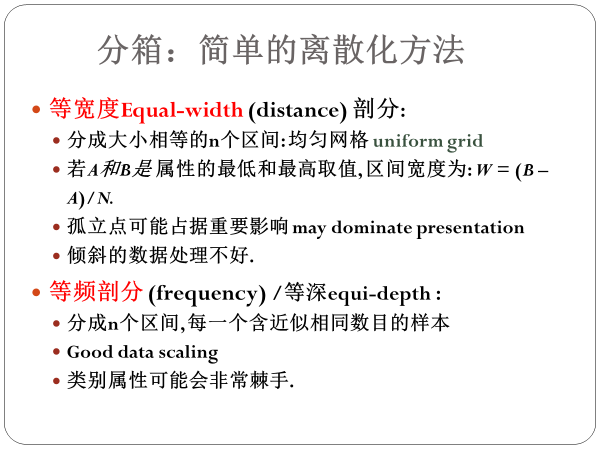 分箱：简单的离散化方法
等宽度Equal-width (distance) 剖分:
分成大小相等的n个区间:均匀网格 uniform grid
若A和B是 属性的最低和最高取值,区间宽度为: W = (B –
A)/N.
孤立点可能占据重要影响 may dominate presentation
倾斜的数据处理不好.
等频剖分 (frequency) /等深equi-depth :
分成n个区间,每一个含近似相同数目的样本
Good data scaling
类别属性可能会非常棘手.